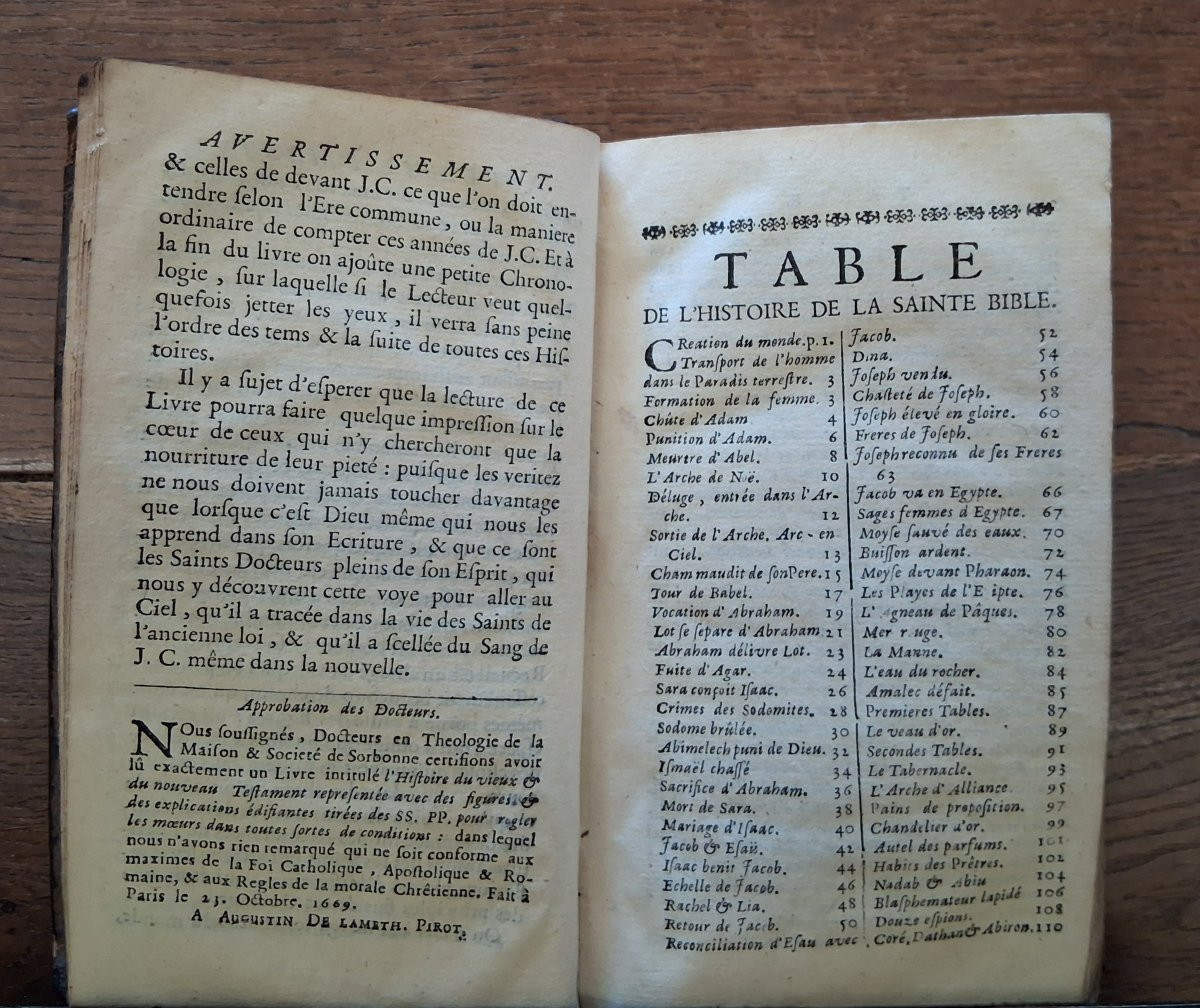 AVERTISSEMENT.
& celles de devant J.C. ce que l'on doit en-
tendre ſelon l'Ere commune, ou la maniere
ordinaire de compter ces années de J.C. Et à
la fin du livre on ajoûte une petite Chrono-
logie, ſur laquelle ſi le Lecteur veut quel-
quefois jetter les yeux, il verra ſans peine
l'ordre des tems & la ſuite de toutes ces Hiſ-
toires.
Il y a ſujet d'eſperer que la lecture de ce
Livre pourra faire quelque impreſſion ſur le
cœur de ceux qui n'y chercheront que la
nourriture de leur pieté : puiſque les veritez
ne nous doivent jamais toucher davantage
que lorſque c'eſt Dieu même qui nous les
apprend dans ſon Ecriture, & que ce ſont
les Saints Docteurs pleins de ſon Eſprit, qui
nous y découvrent cette voye pour aller au
Ciel, qu'il a tracée dans la vie des Saints de
l'ancienne loi, & qu'il a ſcellée du Sang de
J. C. même dans la nouvelle.
Approbation des Docteurs.
NOus ſouſſignés, Docteurs en Theologie de la
Maiſon & Societé de Sorbonne certifions avoir
lû exactement un Livre intitulé l'Hiſtoire du vieux &
du nouveau Teſtament repreſentée avec des figures, &
des explications édifiantes tirées des SS. PP. pour regler
les mœurs dans toutes ſortes de conditions : dans lequel
nous n'avons rien remarqué qui ne ſoit conforme aux
maximes de la Foi Catholique, Apoſtolique & Ro-
maine, & aux Regles de la morale Chrêtienne. Fait à
Paris le 23. Octobre. 1669.
A AUGUSTIN DE LAMETH. PIROT.
TABLE
DE L'HISTOIRE DE LA SAINTE BIBLE.
CReation du monde.p.1.
Tranſport de l'homme
dans le Paradis terreſtre. 3
Formation de la femme. 3
Chûte d'Adam 4
Punition d'Adam. 6
Meurtre d'Abel. 8
L'Arche de Noë. 10
Déluge, entrée dans l'Ar-
che. 12
Sortie de l'Arche. Arc-en
Ciel. 13
Cham maudit de ſon Pere. 15
Tour de Babel. 17
Vocation d'Abraham. 19
Lot ſe ſepare d'Abraham 21
Abraham délivre Lot. 23
Fuite d'Agar. 24
Sara conçoit Iſaac. 26
Crimes des Sodomites. 28
Sodome brûlée. 30
Abimelech puni de Dieu. 32
Iſmaël chaſſé 34
Sacrifice d'Abraham. 36
Mort de Sara. 38
Mariage d'Iſaac. 40
Jacob & Eſaü. 42
Iſaac benit Jacob. 44
Echelle de Jacob. 46
Rachel & Lia. 48
Retour de Jacob. 50
Reconciliation d'Eſau avec
Jacob. 52
Dina. 54
Joſeph vendu. 56
Chaſteté de Joſeph. 58
Joſeph élevé en gloire. 60
Freres de Joſeph. 62
Joſeph reconnu de ſes Freres
63
Jacob va en Egypte. 66
Sages femmes d Egypte. 67
Moyſe ſauvé des eaux. 70
Buiſſon ardent. 72
Moyſe devant Pharaon. 74
Les Playes de l'E ipte. 76
L'Agneau de Pâques. 78
Mer r uge. 80
La Manne. 82
L'eau du rocher. 84
Amalec défait. 85
Premieres Tables. 87
Le veau d'or. 89
Secondes Tables. 91
Le Tabernacle. 93
L'Arche d'Alliance. 95
Pains de propoſition. 97
Chandelier d'or. 99
Autel des parfums. 101
Habits des Prêtres. 102
Nadab & Abiu 104
Blaſphemateur lapidé 106
Douze eſpions. 108
Coré, Dathan & Abiron. 110